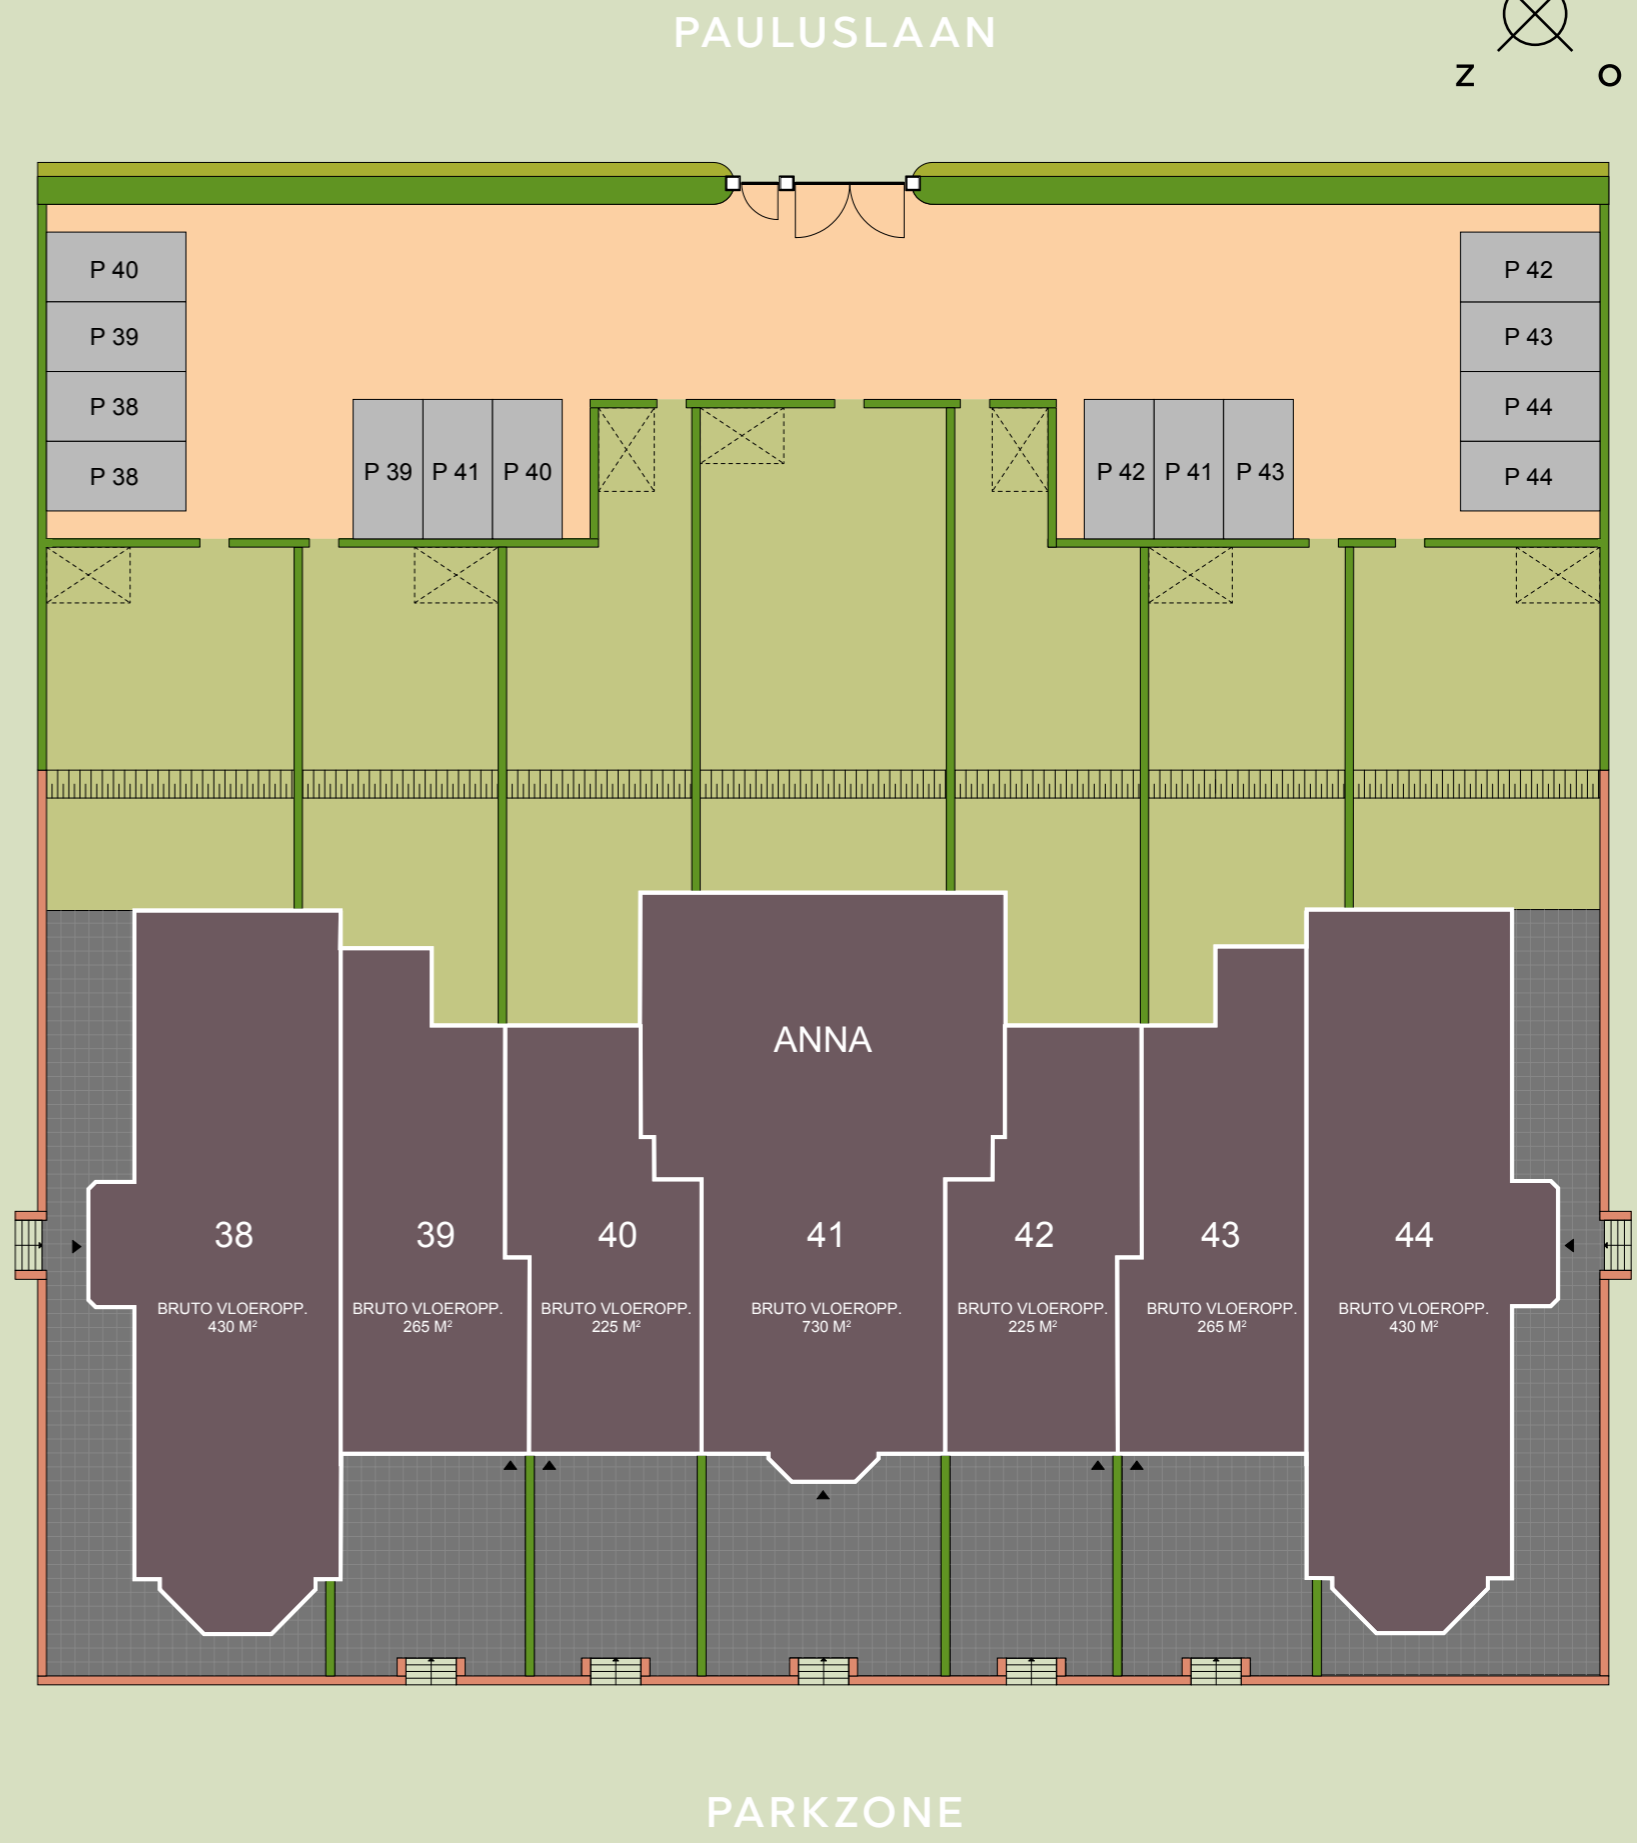 PAULUSLAAN
Z O
P 40
P 39
P 38
P 38
P 39 P 41 P 40
P 42 P 41 P 43
P 42
P 43
P 44
P 44
ANNA
38
BRUTO VLOEROPP.
430 M²
39
BRUTO VLOEROPP.
265 M²
40
BRUTO VLOEROPP.
225 M²
41
BRUTO VLOEROPP.
730 M²
42
BRUTO VLOEROPP.
225 M²
43
BRUTO VLOEROPP.
265 M²
44
BRUTO VLOEROPP.
430 M²
PARKZONE